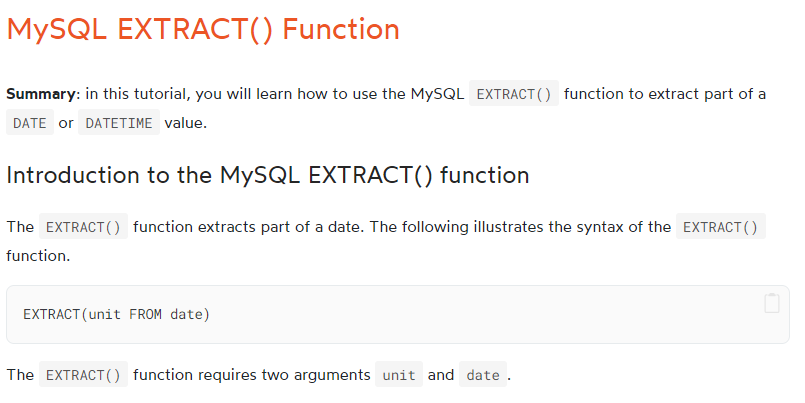 MySQL EXTRACT() Function
Summary: in this tutorial, you will learn how to use the MySQL EXTRACT() function to extract part of a
DATE or DATETIME value.
Introduction to the MySQL EXTRACT() function
The EXTRACT() function extracts part of a date. The following illustrates the syntax of the EXTRACT()
function.
EXTRACT(unit FROM date)
The EXTRACT() function requires two arguments unit and date .